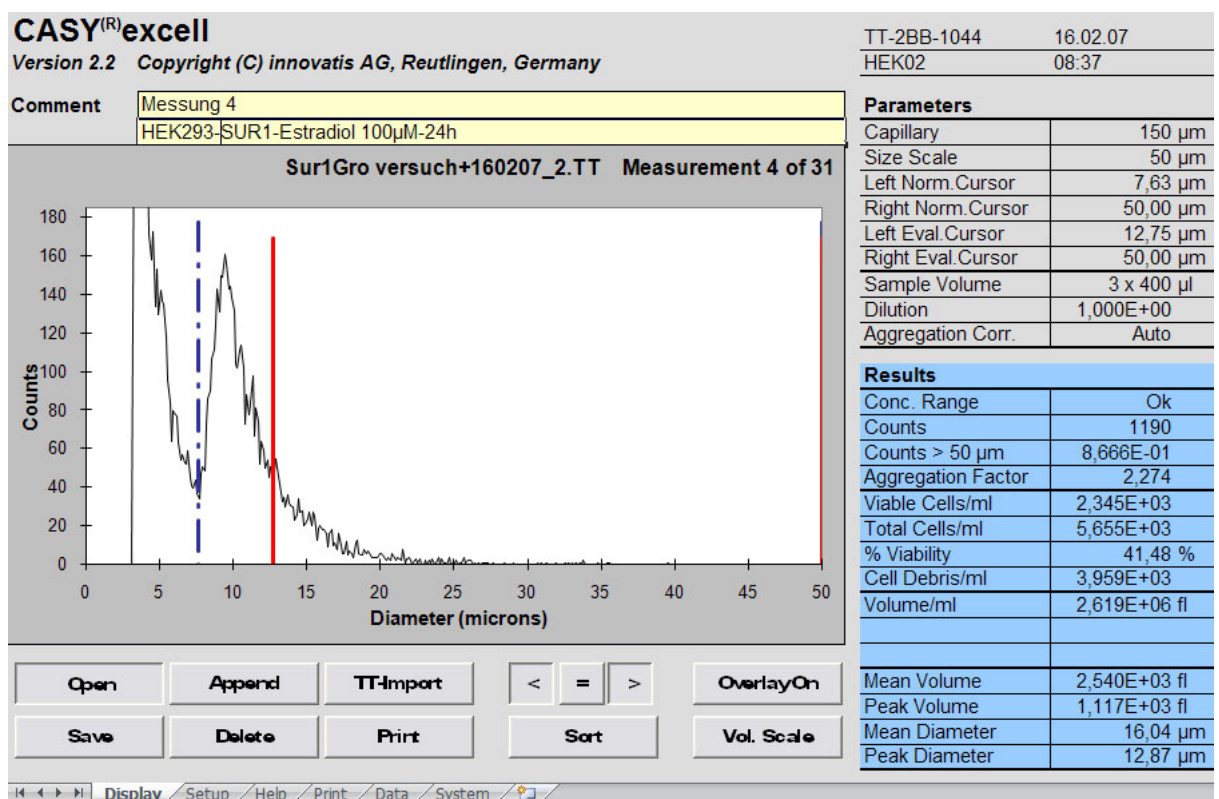 CASY(R)excell
Version 2.2 Copyright (C) innovatis AG, Reutlingen, Germany
TT-2BB-1044 16.02.07
HEK02 08:37
Comment Messung 4
HEK293-SUR1-Estradiol 100µM-24h
Sur1Gro versuch+160207_2.TT Measurement 4 of 31
Counts
180
160
140
120
100
80
60
40
20
0
0 5 10 15 20 25 30 35 40 45 50
Diameter (microns)
Parameters
Capillary 150 µm
Size Scale 50 µm
Left Norm.Cursor 7,63 µm
Right Norm.Cursor 50,00 µm
Left Eval.Cursor 12,75 µm
Right Eval.Cursor 50,00 µm
Sample Volume 3 x 400 µl
Dilution 1,000E+00
Aggregation Corr. Auto
Results
Conc. Range Ok
Counts 1190
Counts > 50 µm 8,666E-01
Aggregation Factor 2,274
Viable Cells/ml 2,345E+03
Total Cells/ml 5,655E+03
% Viability 41,48 %
Cell Debris/ml 3,959E+03
Volume/ml 2,619E+06 fl
Mean Volume 2,540E+03 fl
Peak Volume 1,117E+03 fl
Mean Diameter 16,04 µm
Peak Diameter 12,87 µm
Open Append TT-Import < = > OverlayOn
Save Delete Print Sort Vol. Scale
Display Setup Help Print Data System